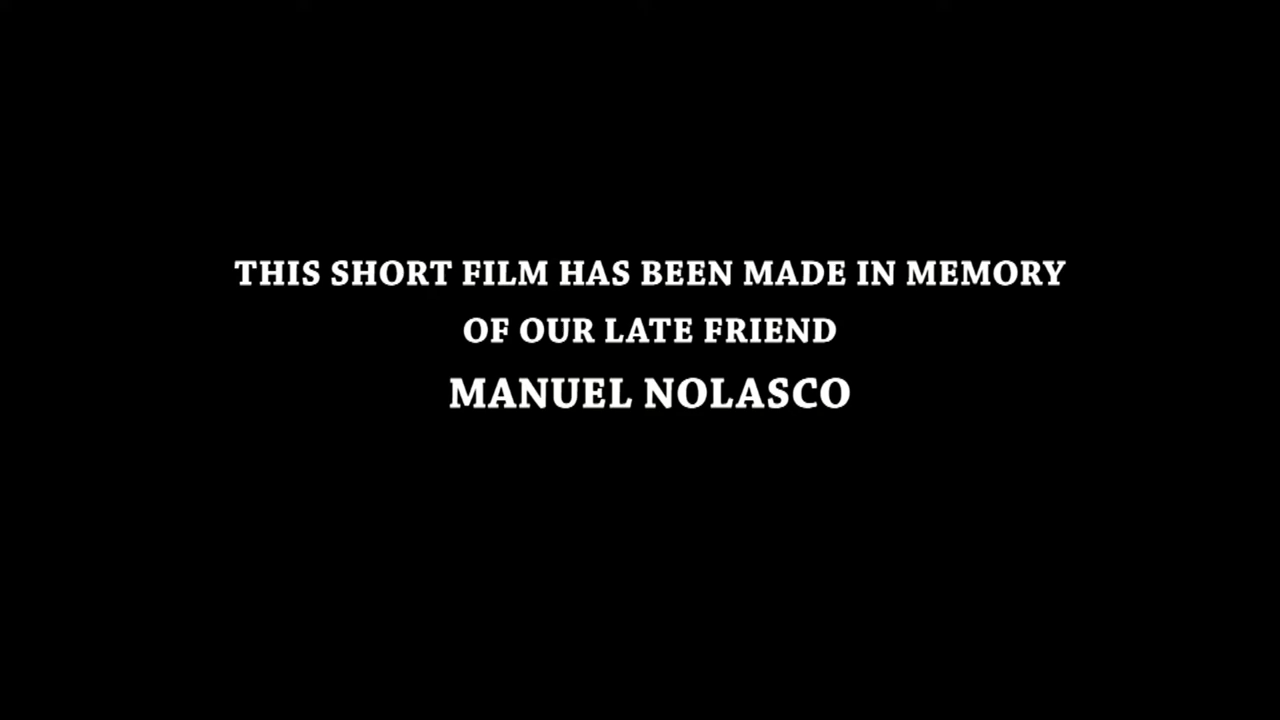 THIS SHORT FILM HAS BEEN MADE IN MEMORY
OF OUR LATE FRIEND
MANUEL NOLASCO